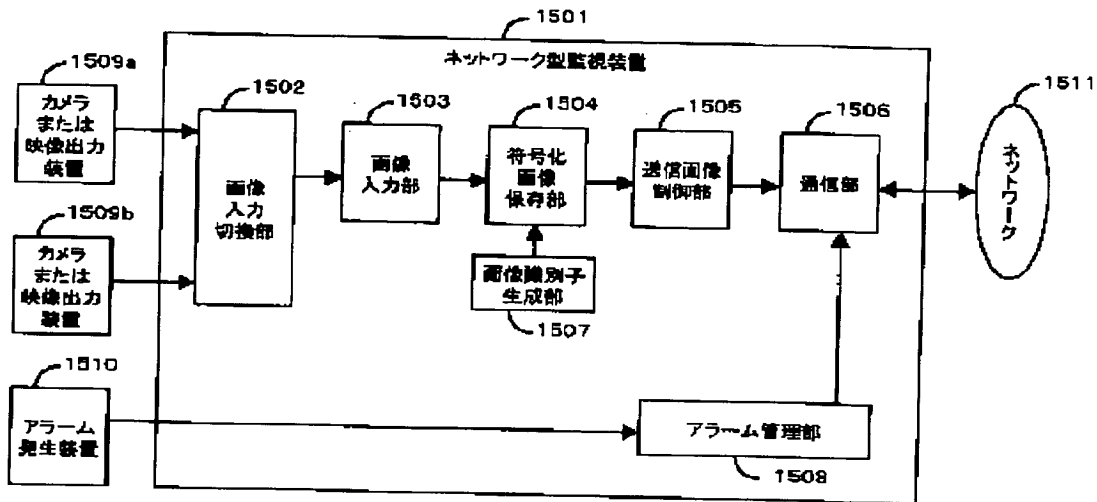 1501
ネットワーク型監視装置
1509a
カメラ
または
映像出力
装置
1502
画像
入力
切換部
1503
画像
入力部
1504
符号化
画像
保存部
1505
送信画像
制御部
1506
通信部
1511
ネットワーク
1509b
カメラ
または
映像出力
装置
画像識別子
生成部
1507
1510
アラーム
発生装置
アラーム管理部
1508